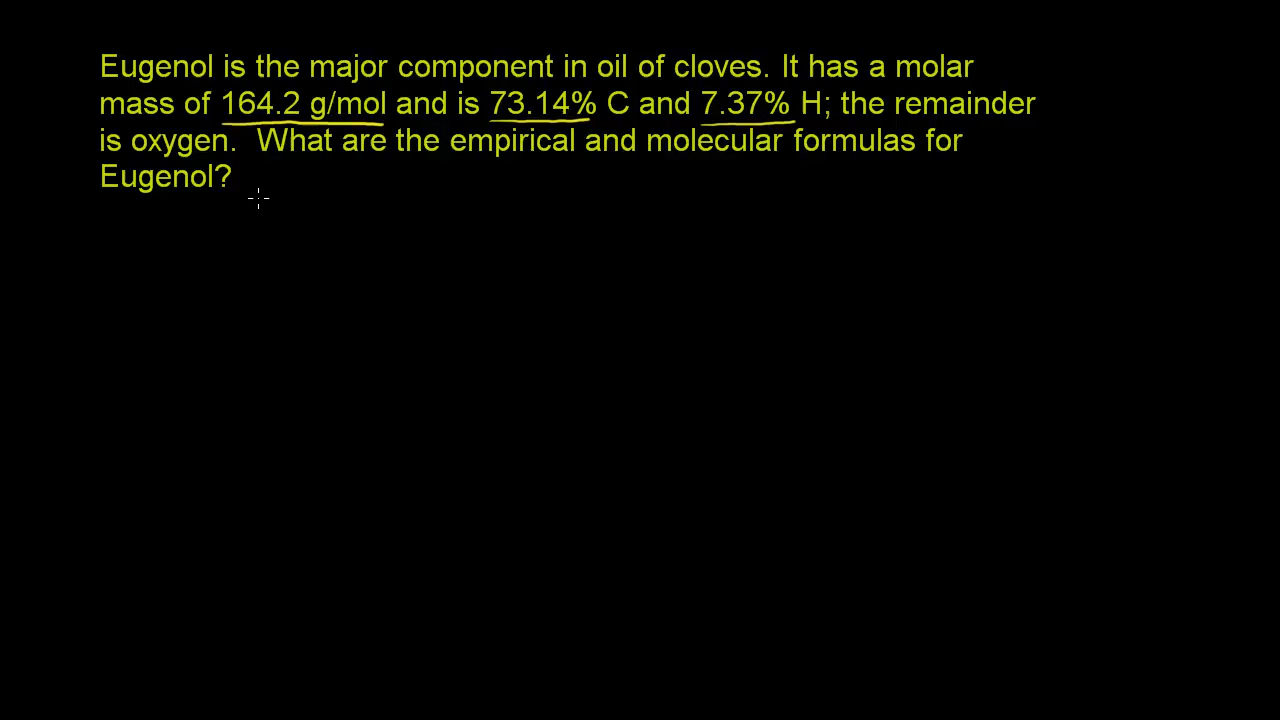 Eugenol is the major component in oil of cloves. It has a molar
mass of 164.2 g/mol and is 73.14% C and 7.37% H; the remainder
is oxygen.  What are the empirical and molecular formulas for
Eugenol?